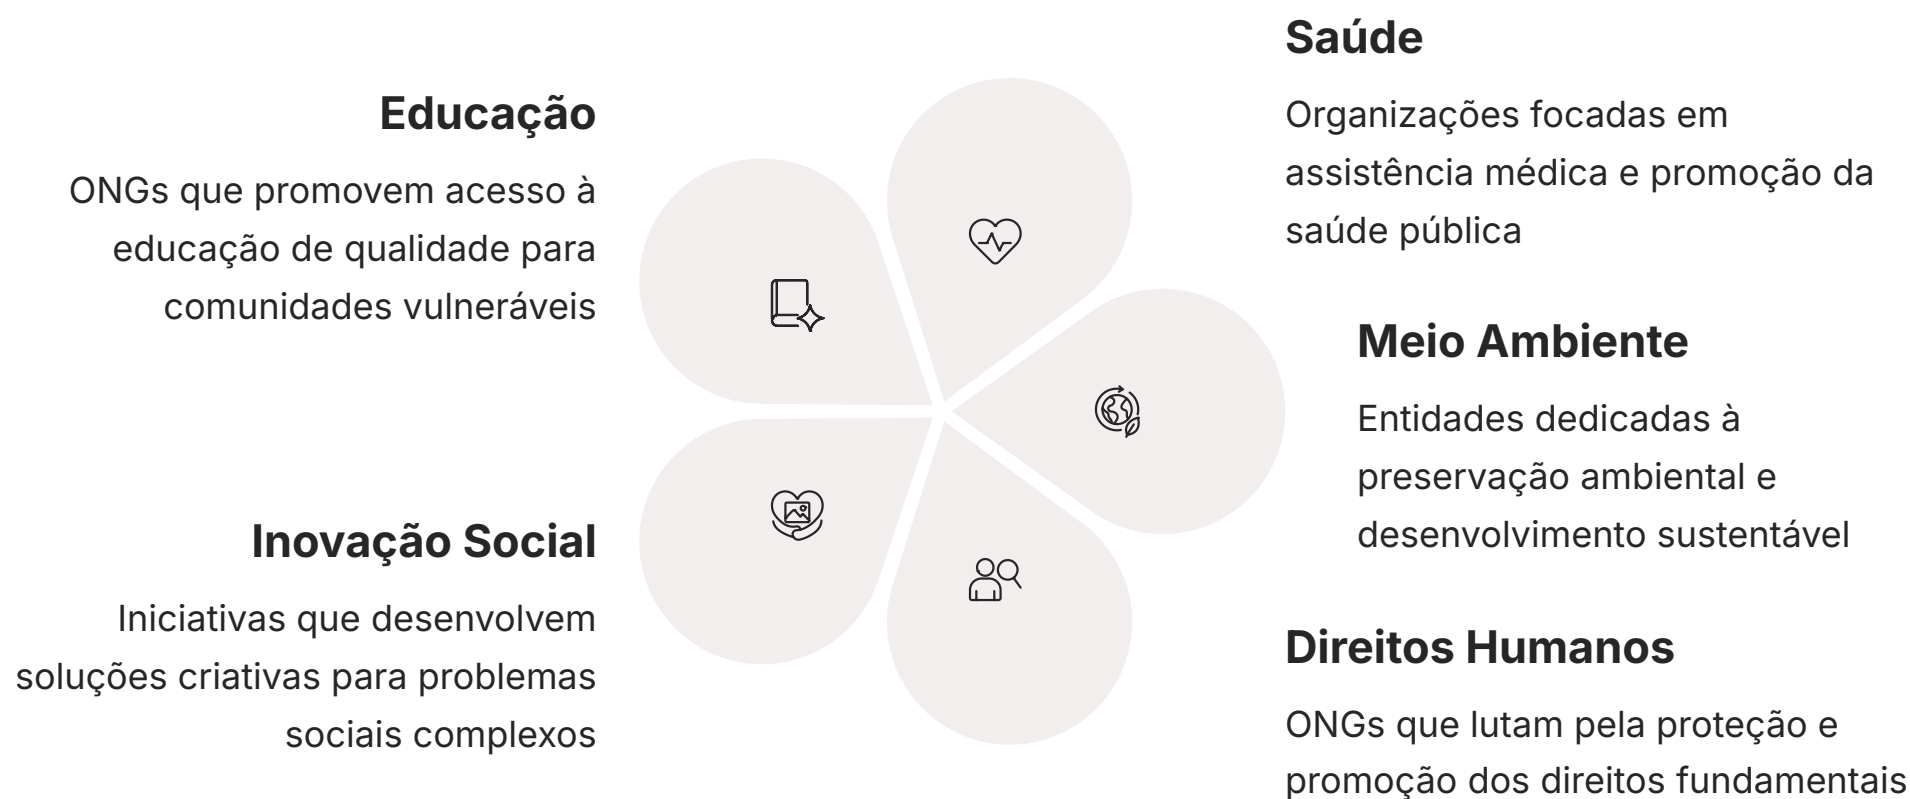 Educação
ONGs que promovem acesso à
educação de qualidade para
comunidades vulneráveis
Saúde
Organizações focadas em
assistência médica e promoção da
saúde pública
Meio Ambiente
Entidades dedicadas à
preservação ambiental e
desenvolvimento sustentável
Direitos Humanos
ONGs que lutam pela proteção e
promoção dos direitos fundamentais
Inovação Social
Iniciativas que desenvolvem
soluções criativas para problemas
sociais complexos